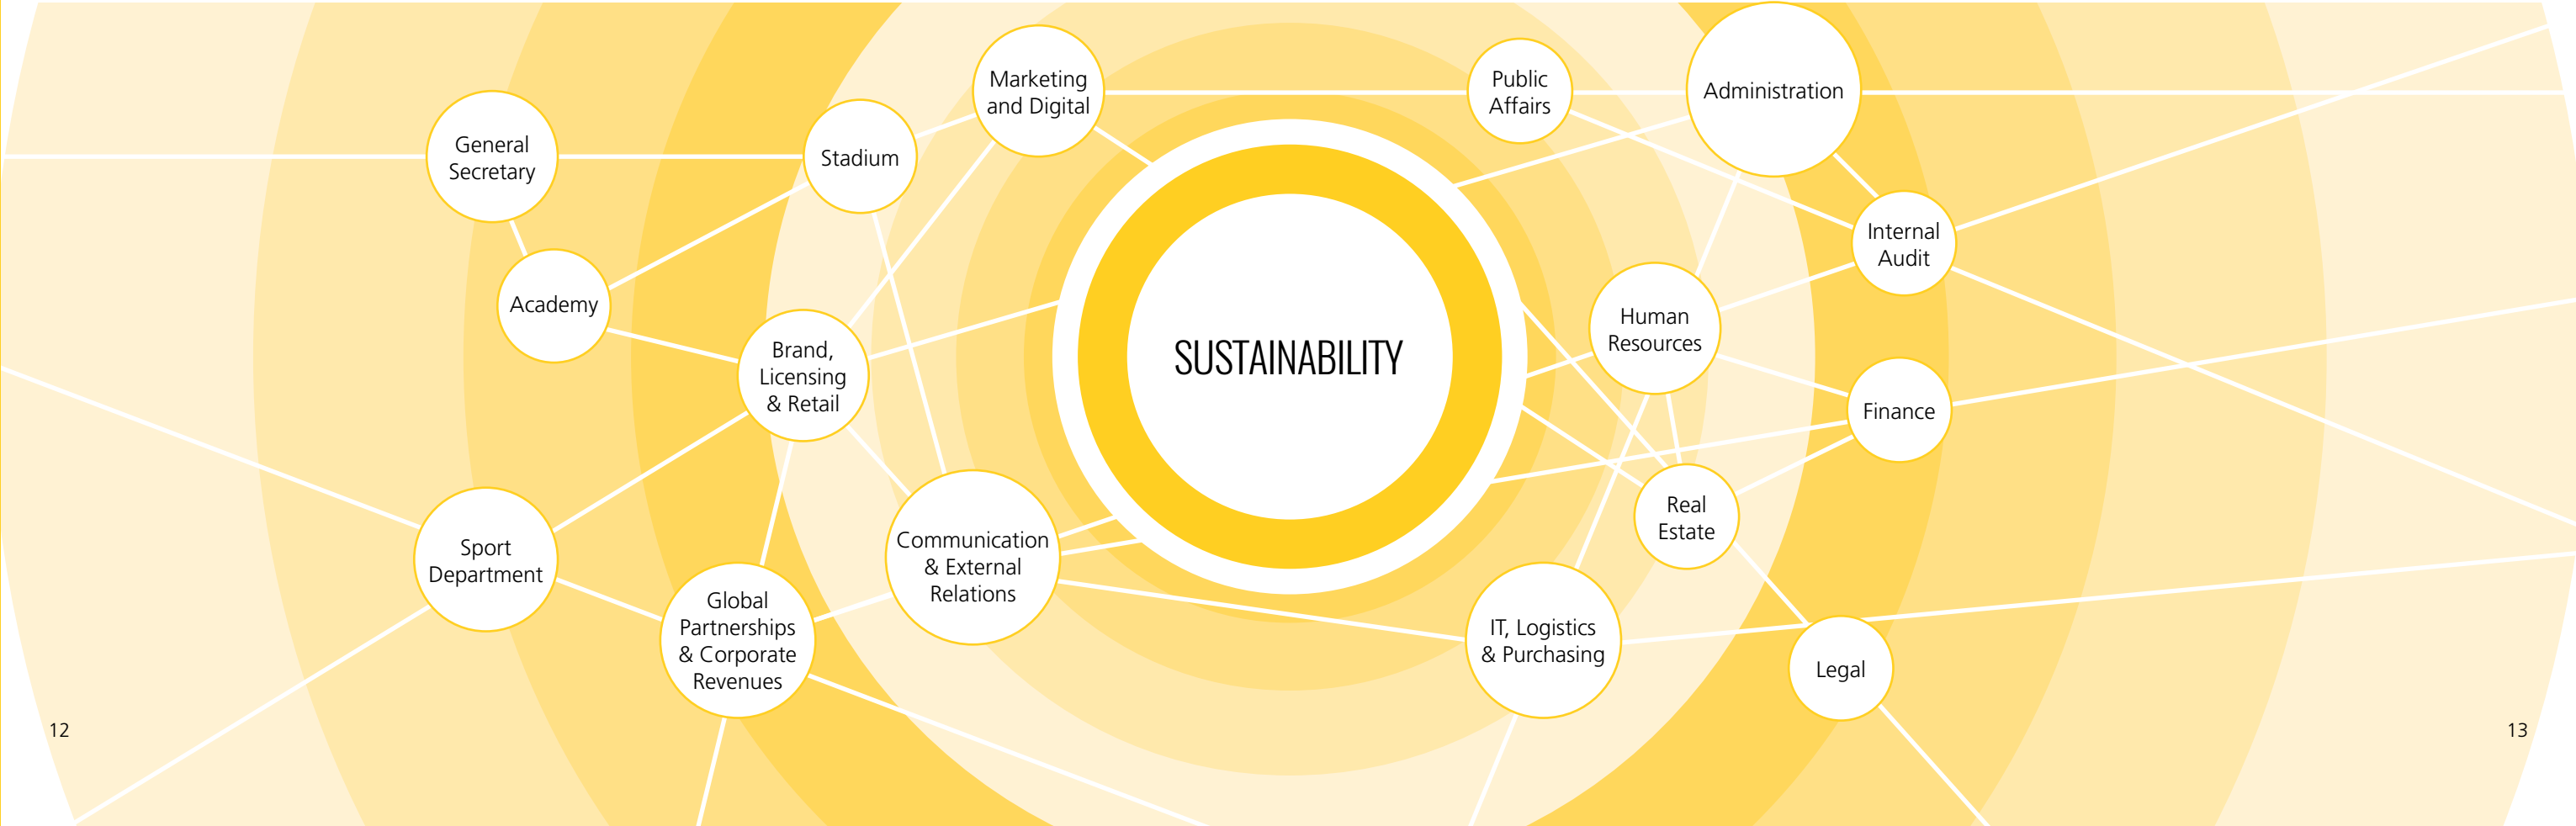 Marketing
and Digital
Public
Affairs
Administration
General
Secretary
Stadium
Internal
Audit
Academy
Human
Resources
Brand,
Licensing
& Retail
SUSTAINABILITY
Finance
Real
Estate
Sport
Department
Communication
& External
Relations
Global
Partnerships
& Corporate
Revenues
IT, Logistics
& Purchasing
Legal
12
13